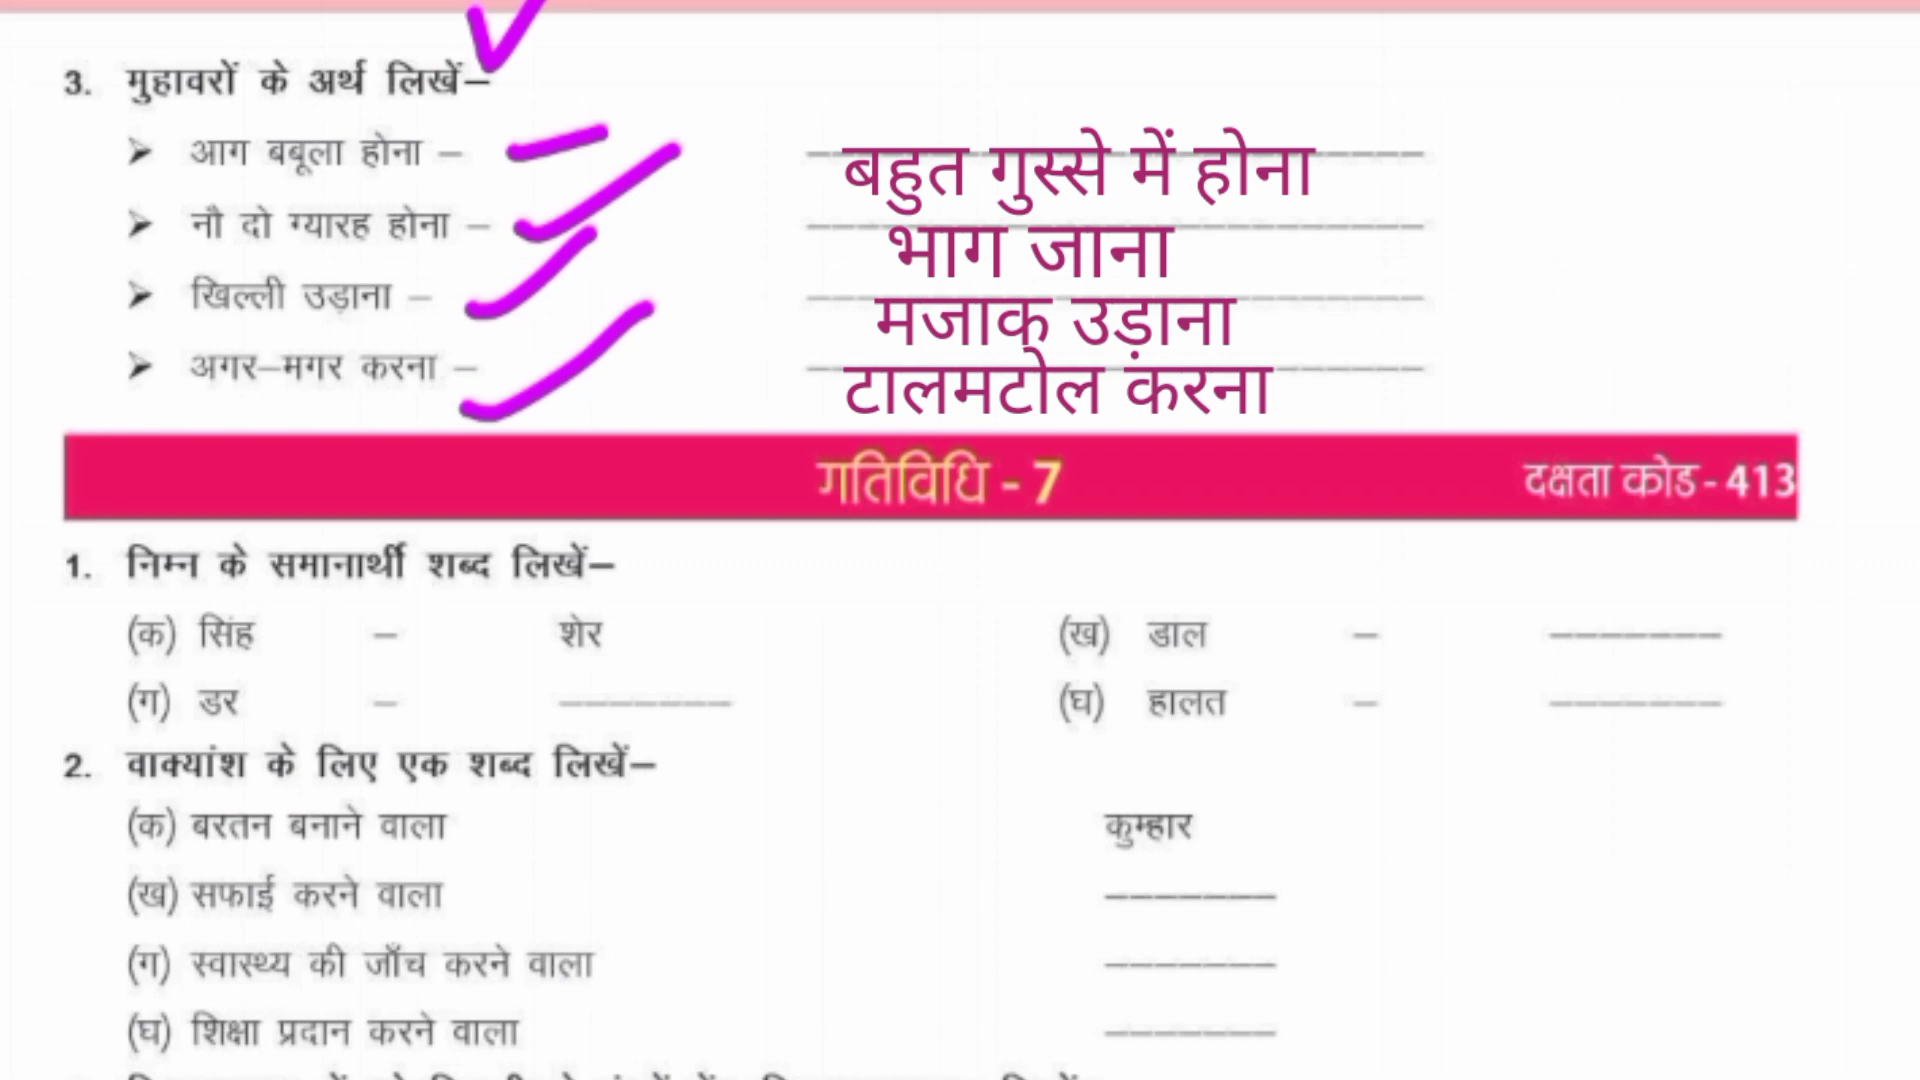 3. मुहावरों के अर्थ लिखें–
➢ आग बबूला होना – ---------- बहुत गुस्से में होना
➢ नौ दो ग्यारह होना – ---------- भाग जाना
➢ खिल्ली उड़ाना – ---------- मजाक उड़ाना
➢ अगर–मगर करना – ---------- टालमटोल करना
गतिविधि - 7 दक्षता कोड - 413
1. निम्न के समानार्थी शब्द लिखें–
(क) सिंह – शेर (ख) डाल – -------
(ग) डर – ------- (घ) हालत – -------
2. वाक्यांश के लिए एक शब्द लिखें–
(क) बरतन बनाने वाला कुम्हार
(ख) सफाई करने वाला -------
(ग) स्वास्थ्य की जाँच करने वाला -------
(घ) शिक्षा प्रदान करने वाला -------